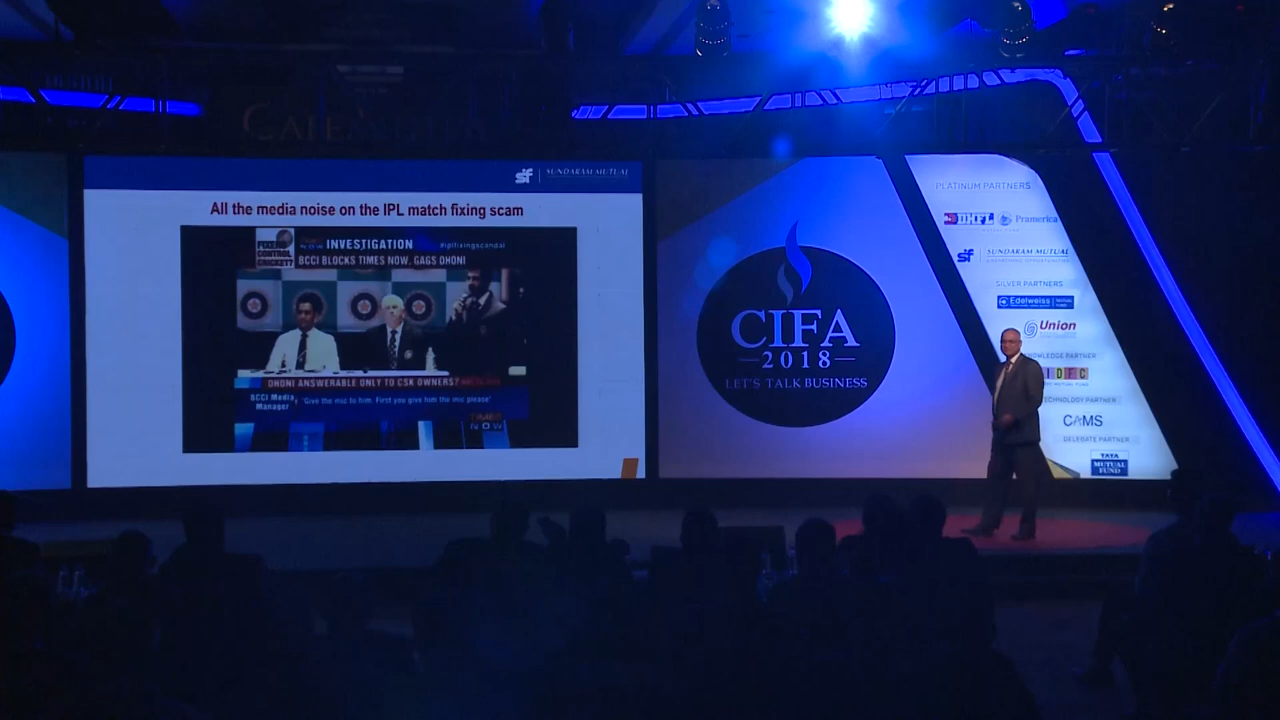 SUNDARAM MUTUAL
All the media noise on the IPL match fixing scam
INVESTIGATION
#iplfixingscandal
BCCI BLOCKS TIMES NOW, GAGS DHONI
DHONI ANSWERABLE ONLY TO CSK OWNERS?
BCCI Media
Manager
'Give the mic to him. First you give him the mic please'
TIMES
NOW
CIFA
2018
LET'S TALK BUSINESS
PLATINUM PARTNERS
DHFL
Pramerica
sf
SUNDARAM MUTUAL
SILVER PARTNERS
Edelweiss
Union
KNOWLEDGE PARTNER
IDFC
TECHNOLOGY PARTNER
CAMS
DELEGATE PARTNER
TATA
MUTUAL
FUND